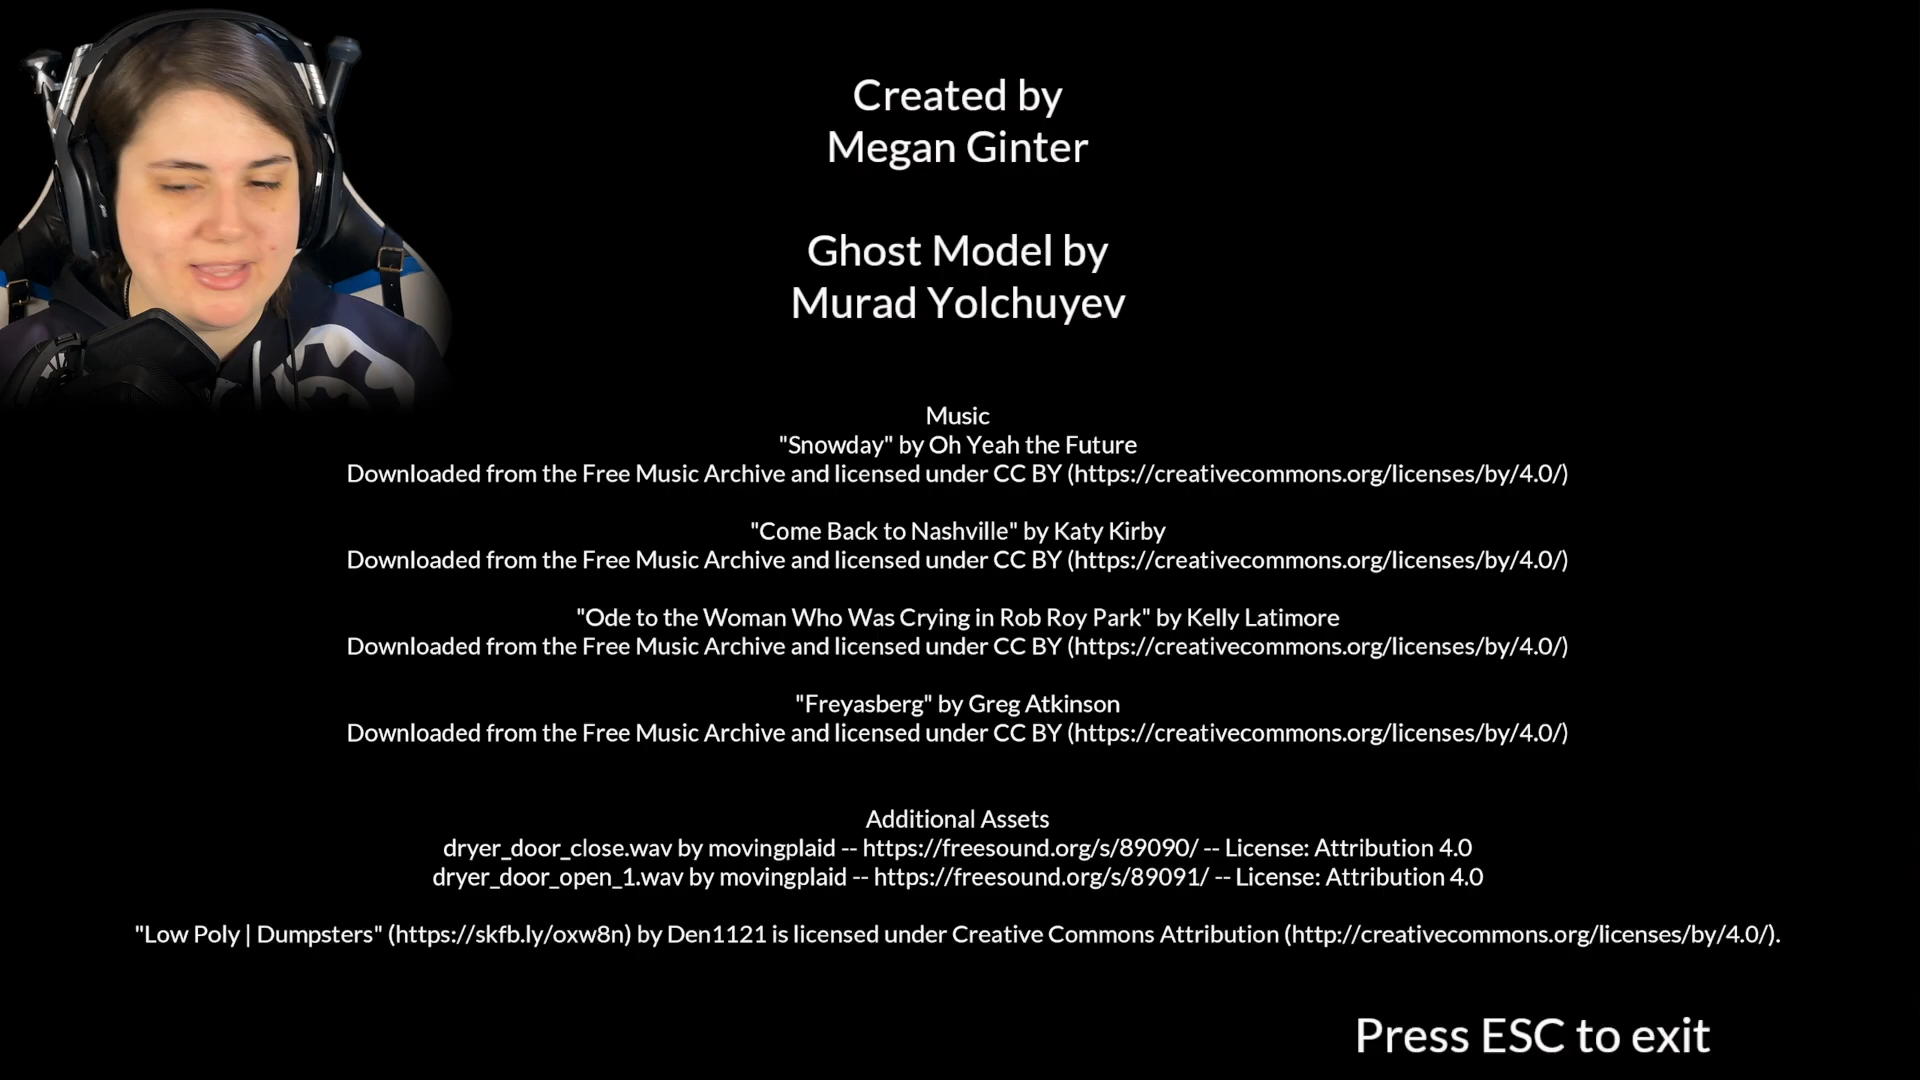 Created by
Megan Ginter
Ghost Model by
Murad Yolchuyev
Music
"Snowday" by Oh Yeah the Future
Downloaded from the Free Music Archive and licensed under CC BY (https://creativecommons.org/licenses/by/4.0/)
"Come Back to Nashville" by Katy Kirby
Downloaded from the Free Music Archive and licensed under CC BY (https://creativecommons.org/licenses/by/4.0/)
"Ode to the Woman Who Was Crying in Rob Roy Park" by Kelly Latimore
Downloaded from the Free Music Archive and licensed under CC BY (https://creativecommons.org/licenses/by/4.0/)
"Freyasberg" by Greg Atkinson
Downloaded from the Free Music Archive and licensed under CC BY (https://creativecommons.org/licenses/by/4.0/)
Additional Assets
dryer_door_close.wav by movingplaid -- https://freesound.org/s/89090/ -- License: Attribution 4.0
dryer_door_open_1.wav by movingplaid -- https://freesound.org/s/89091/ -- License: Attribution 4.0
"Low Poly | Dumpsters" (https://skfb.ly/oxw8n) by Den1121 is licensed under Creative Commons Attribution (http://creativecommons.org/licenses/by/4.0/).
Press ESC to exit